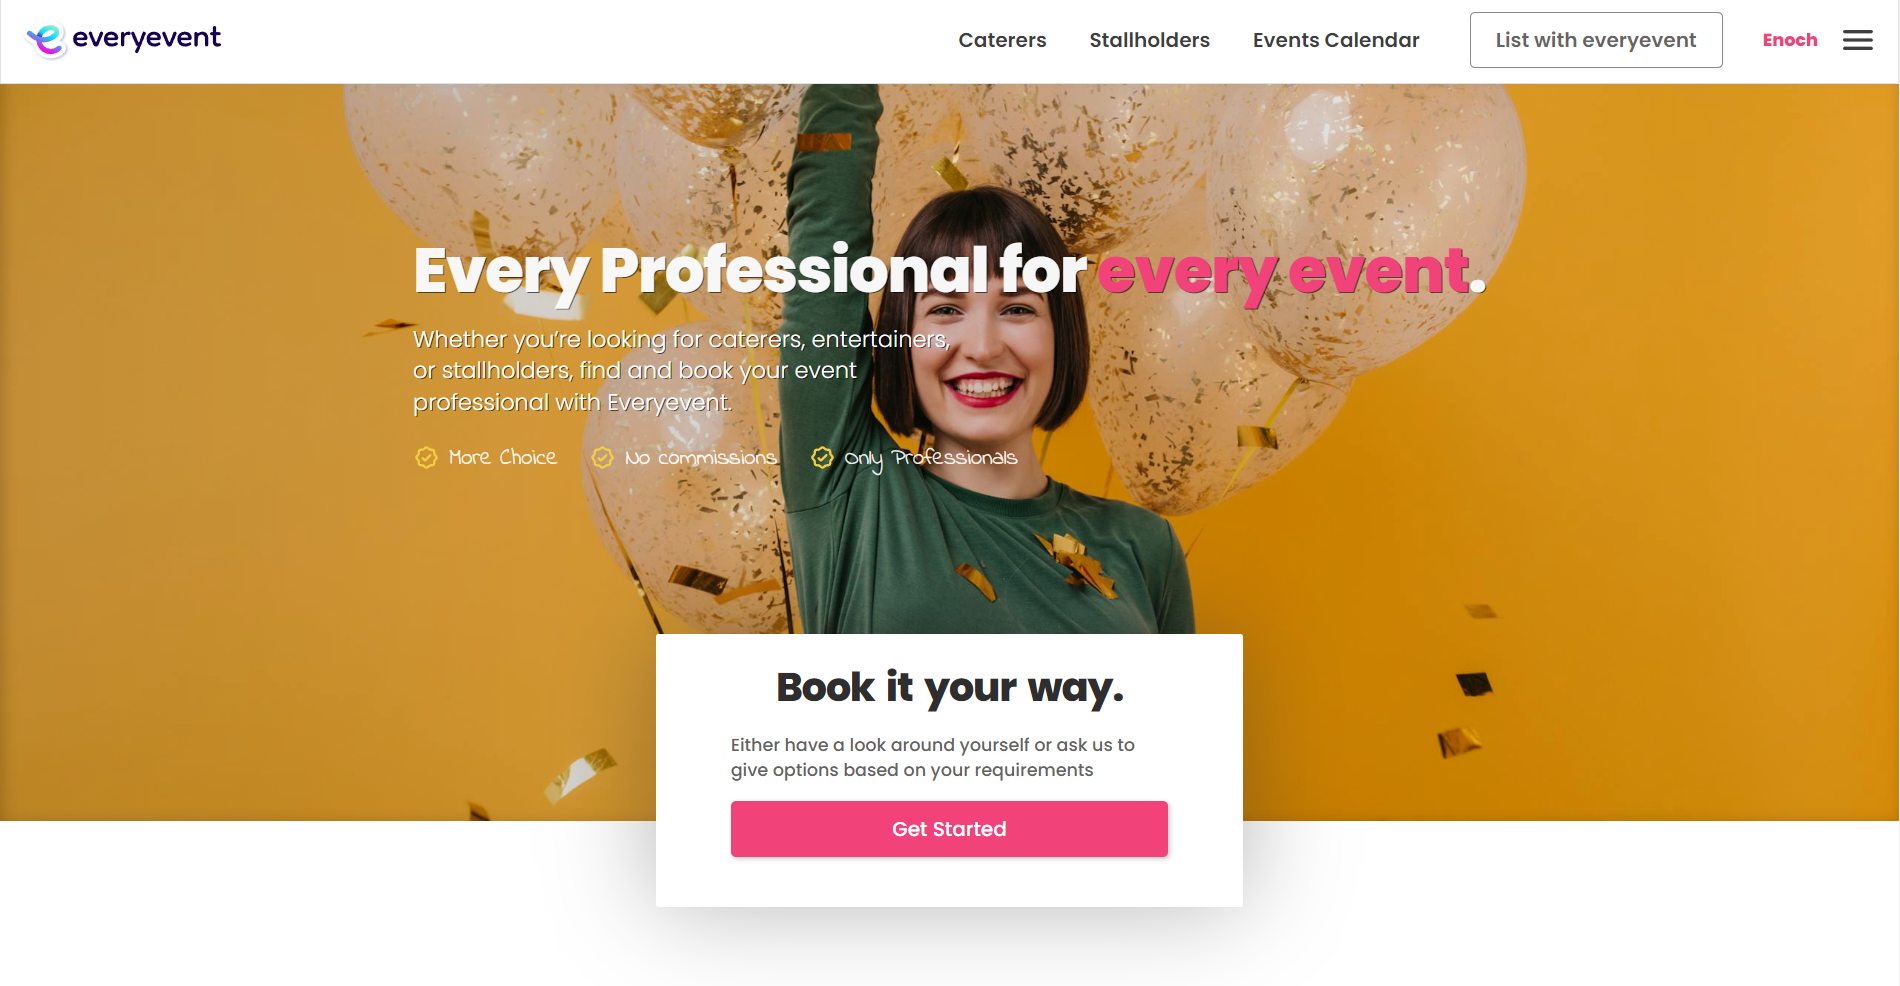 everyevent
Caterers
Stallholders
Events Calendar
List with everyevent
Enoch
Every Professional for every event.
Whether you’re looking for caterers, entertainers,
or stallholders, find and book your event
professional with Everyevent.
More Choice
No commissions
Only Professionals
Book it your way.
Either have a look around yourself or ask us to
give options based on your requirements
Get Started